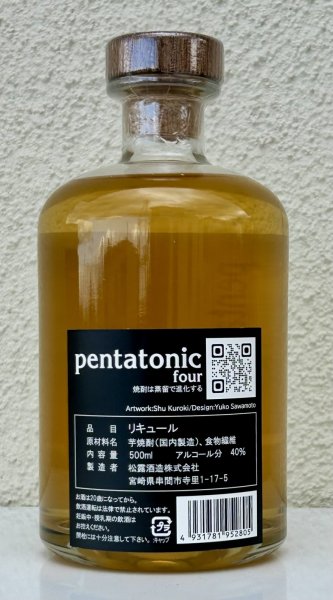 pentatonic
four
焼酎は蒸留で進化する
Artwork:Shu Kuroki/Design:Yuko Sawamoto
品目 リキュール
原材料名 芋焼酎(国内製造)、食物繊維
内容量 500ml アルコール分 40%
製造者 松露酒造株式会社
宮崎県串間市寺里1-17-5
お酒は20歳になってから。
飲酒運転は法律で禁止されています。
妊娠中・授乳期の飲酒は
お控えください。
開栓には十分注意して下さい。
プラ
:キャップ
4 931781 952805